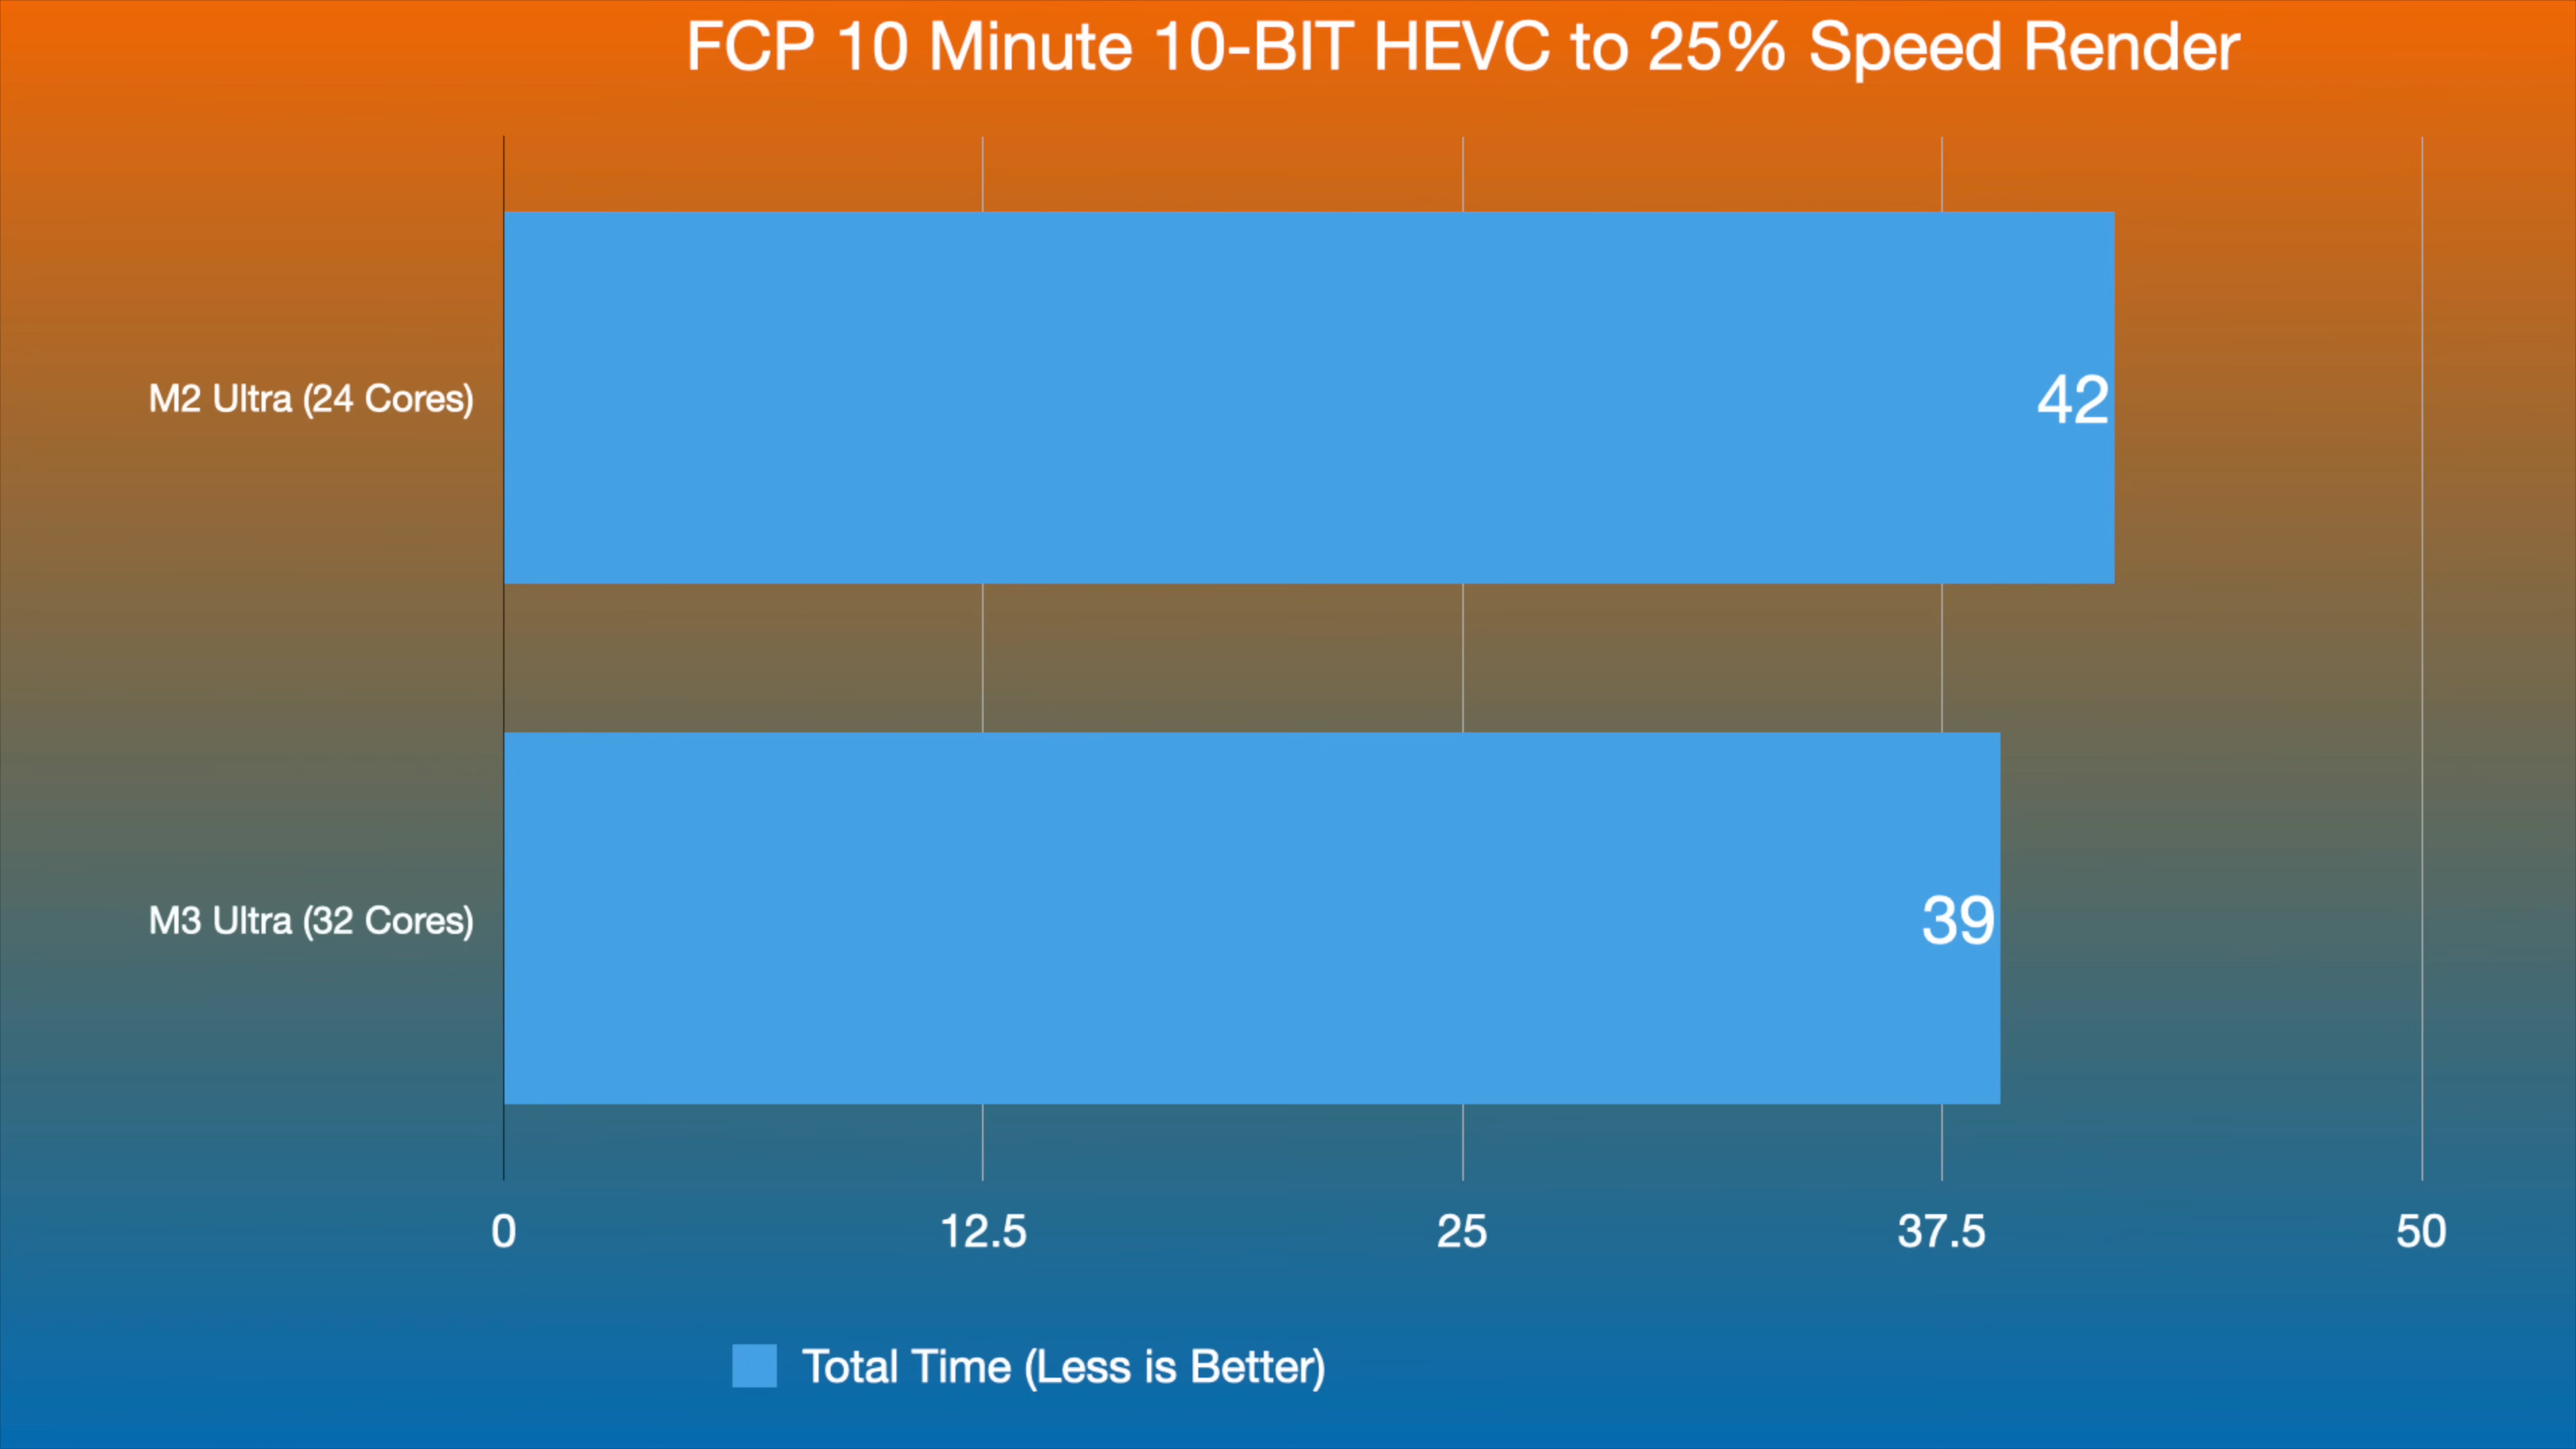 FCP 10 Minute 10-BIT HEVC to 25% Speed Render
M2 Ultra (24 Cores)
42
M3 Ultra (32 Cores)
39
0 12.5 25 37.5 50
Total Time (Less is Better)